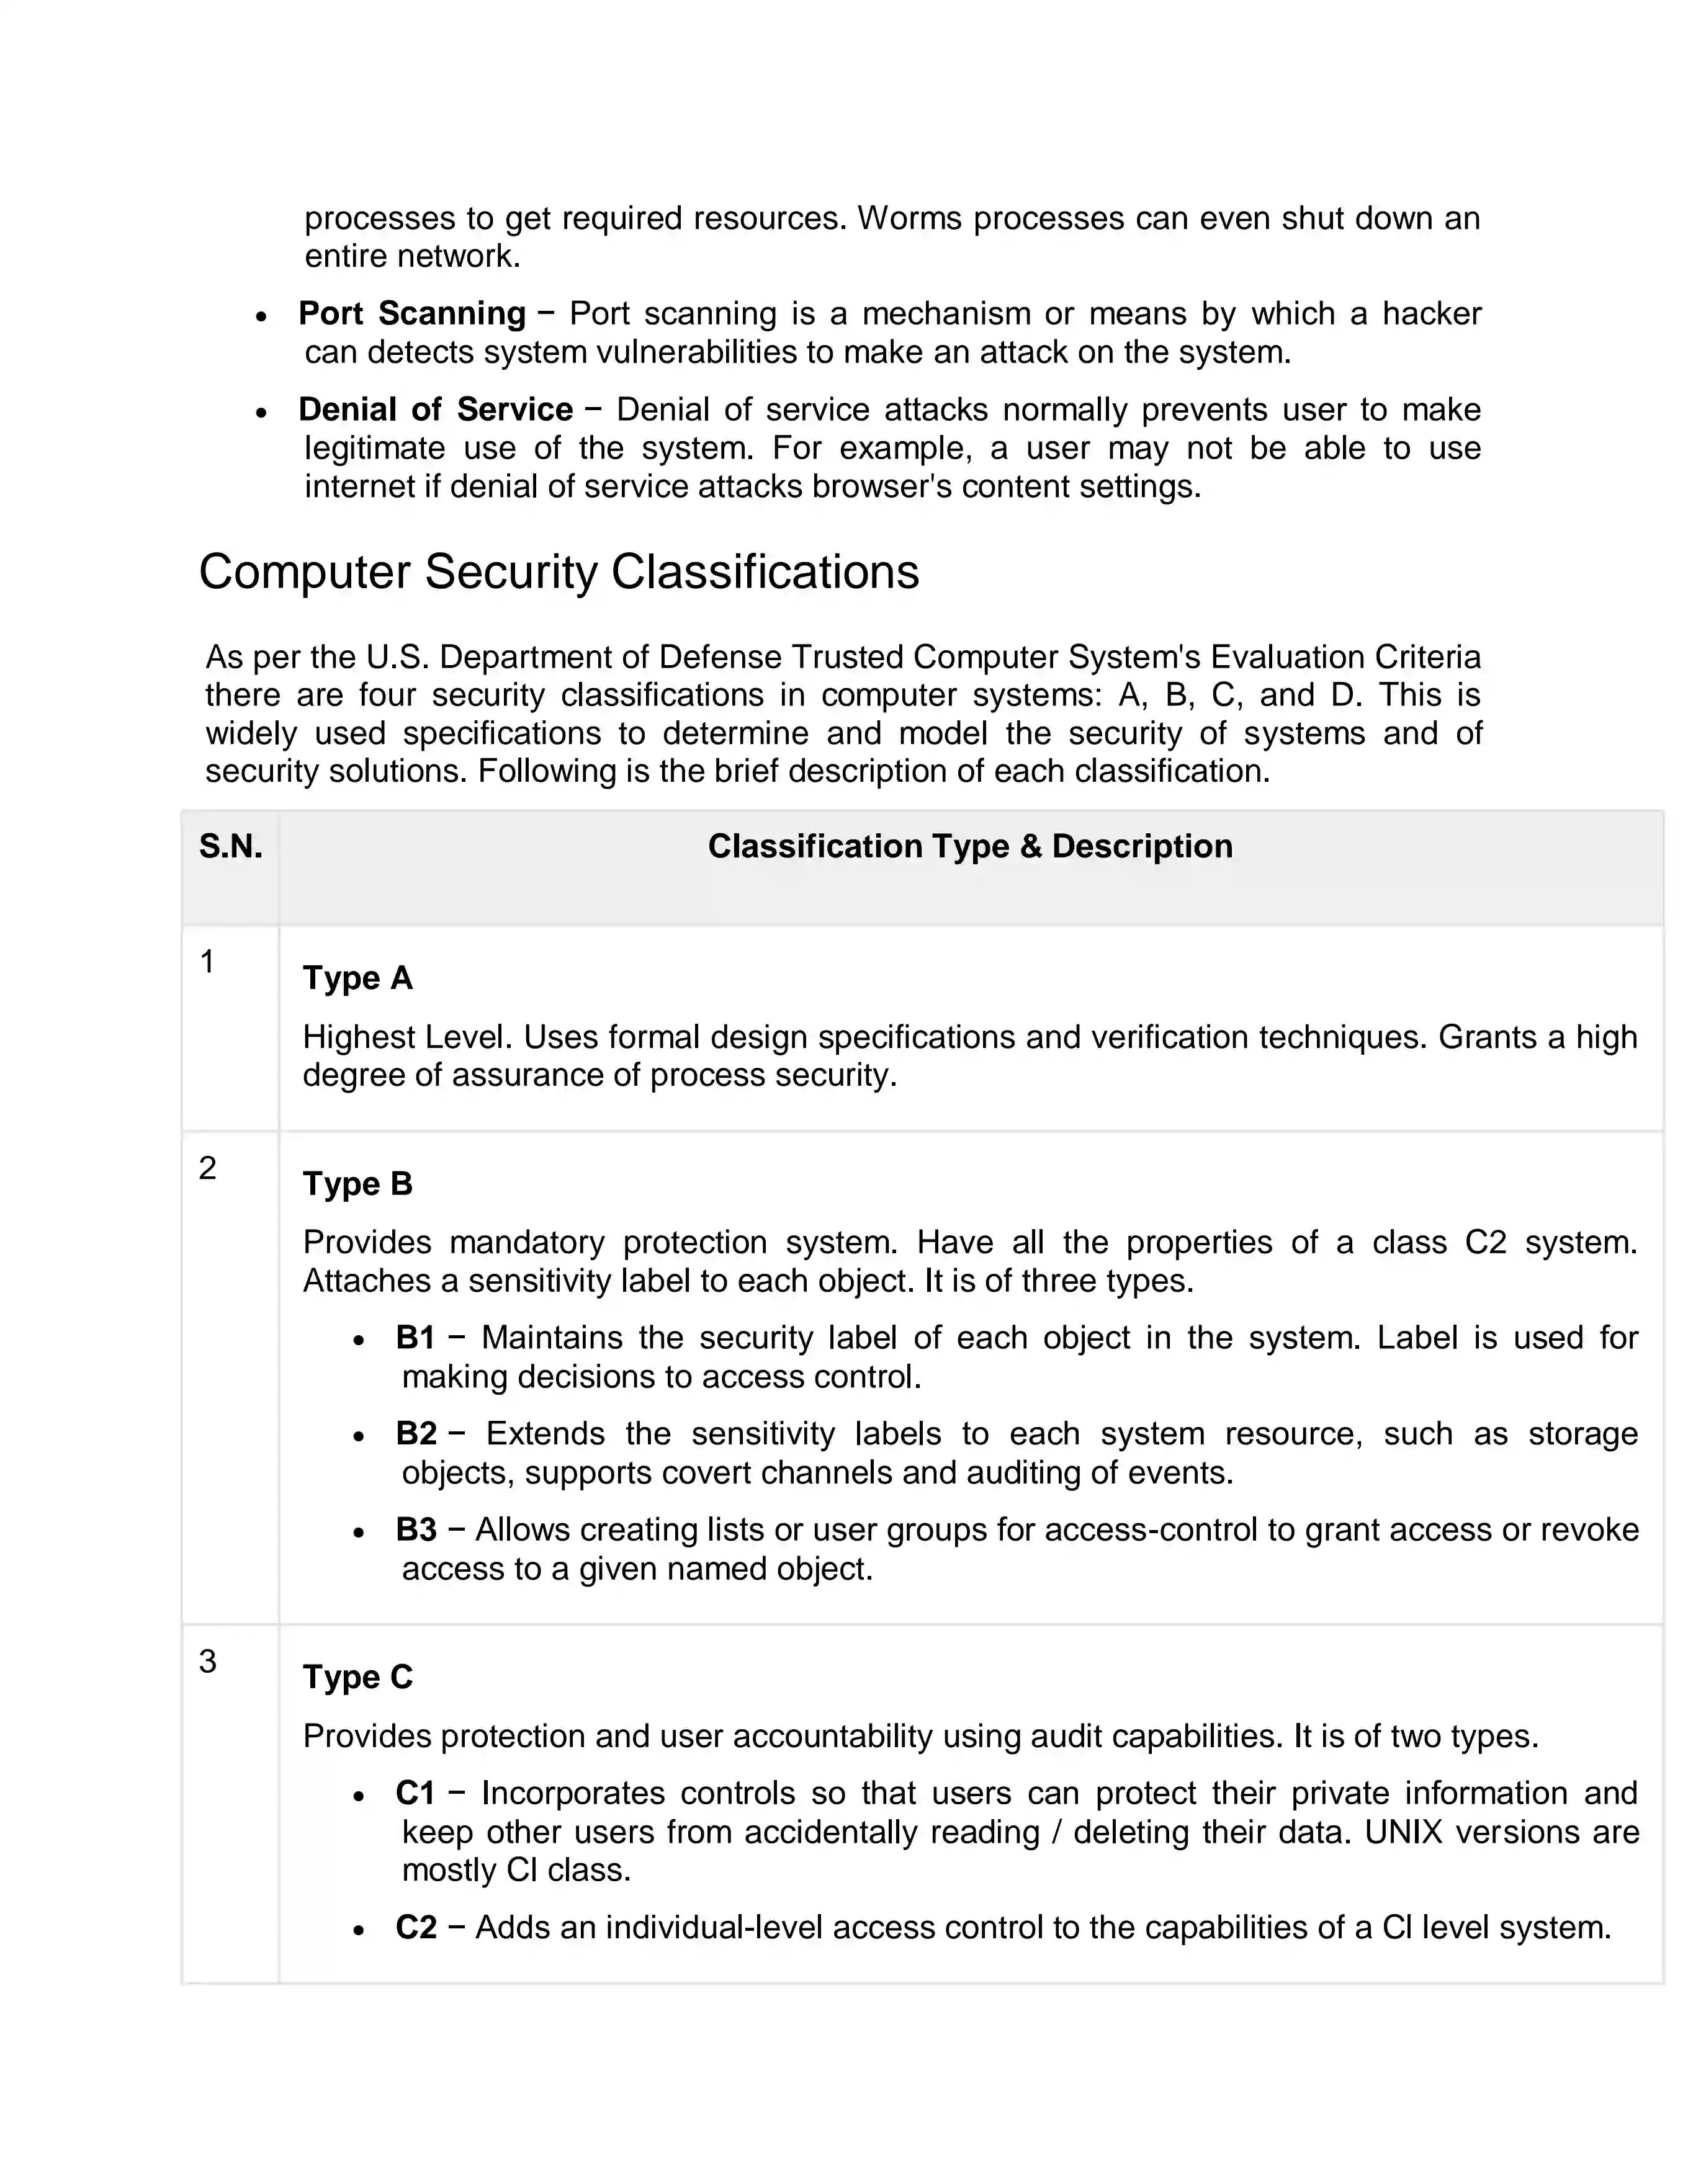 processes to get required resources. Worms processes can even shut down an
entire network.
• Port Scanning − Port scanning is a mechanism or means by which a hacker
can detects system vulnerabilities to make an attack on the system.
• Denial of Service − Denial of service attacks normally prevents user to make
legitimate use of the system. For example, a user may not be able to use
internet if denial of service attacks browser's content settings.
Computer Security Classifications
As per the U.S. Department of Defense Trusted Computer System's Evaluation Criteria
there are four security classifications in computer systems: A, B, C, and D. This is
widely used specifications to determine and model the security of systems and of
security solutions. Following is the brief description of each classification.
S.N. Classification Type & Description
1
Type A
Highest Level. Uses formal design specifications and verification techniques. Grants a high
degree of assurance of process security.
2
Type B
Provides mandatory protection system. Have all the properties of a class C2 system.
Attaches a sensitivity label to each object. It is of three types.
• B1 − Maintains the security label of each object in the system. Label is used for
making decisions to access control.
• B2 − Extends the sensitivity labels to each system resource, such as storage
objects, supports covert channels and auditing of events.
• B3 − Allows creating lists or user groups for access-control to grant access or revoke
access to a given named object.
3
Type C
Provides protection and user accountability using audit capabilities. It is of two types.
• C1 − Incorporates controls so that users can protect their private information and
keep other users from accidentally reading / deleting their data. UNIX versions are
mostly Cl class.
• C2 − Adds an individual-level access control to the capabilities of a Cl level system.